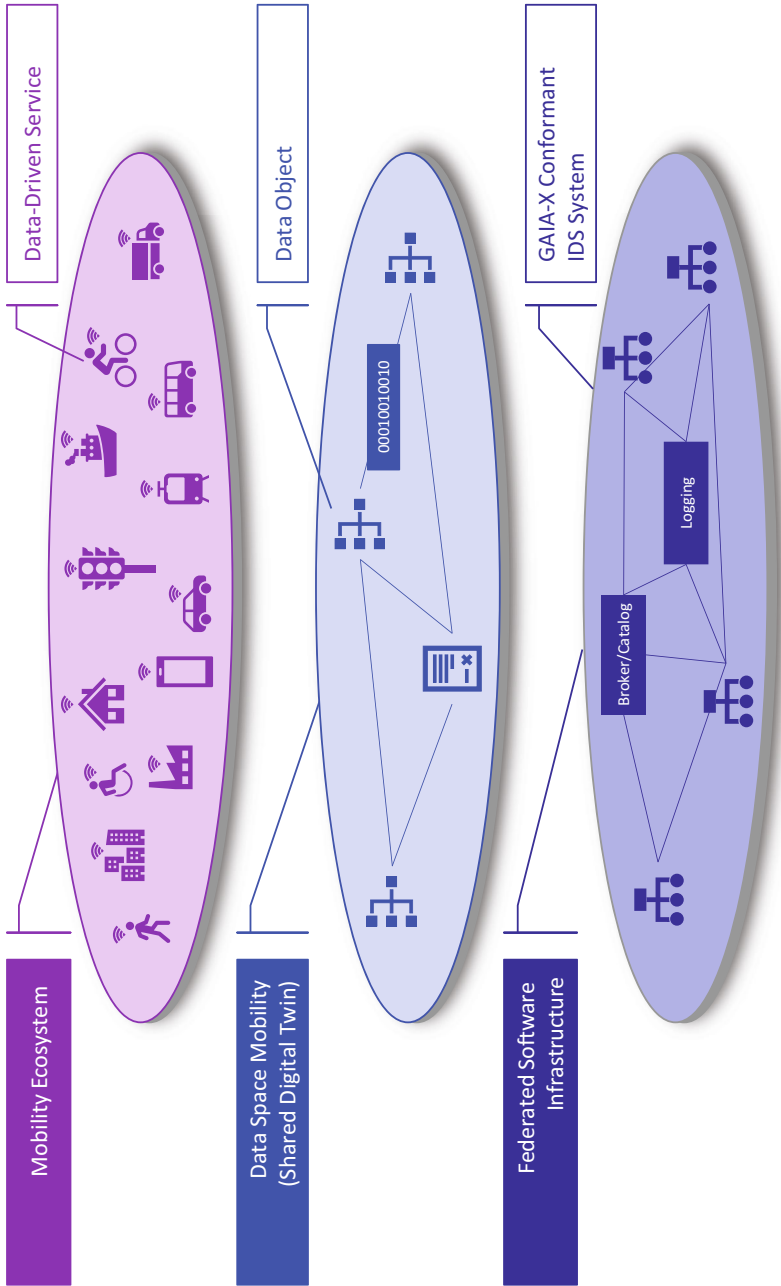 Mobility Ecosystem
Data-Driven Service
Data Space Mobility
(Shared Digital Twin)
Data Object
00010010010
Federated Software
Infrastructure
GAIA-X Conformant
IDS System
Broker/Catalog
Logging